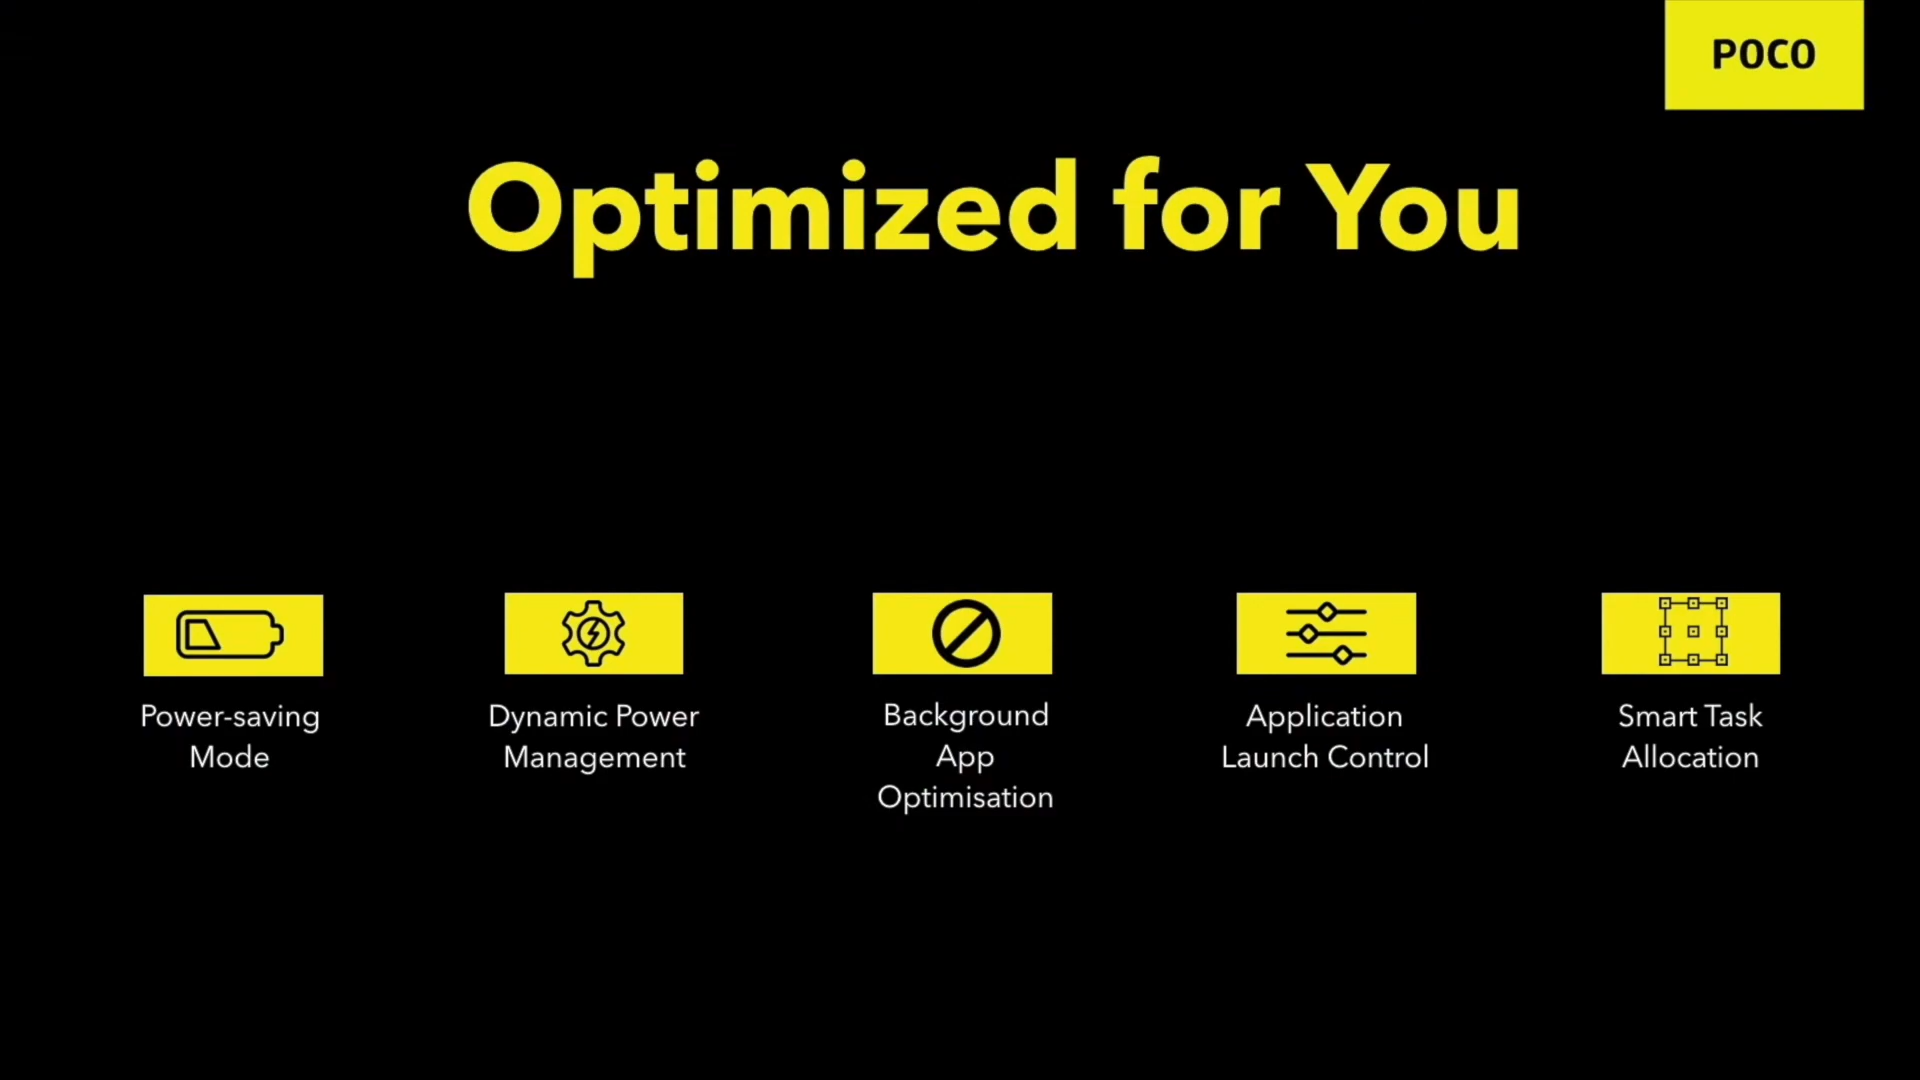 POCO
Optimized for You
Power-saving
Mode
Dynamic Power
Management
Background
App
Optimisation
Application
Launch Control
Smart Task
Allocation